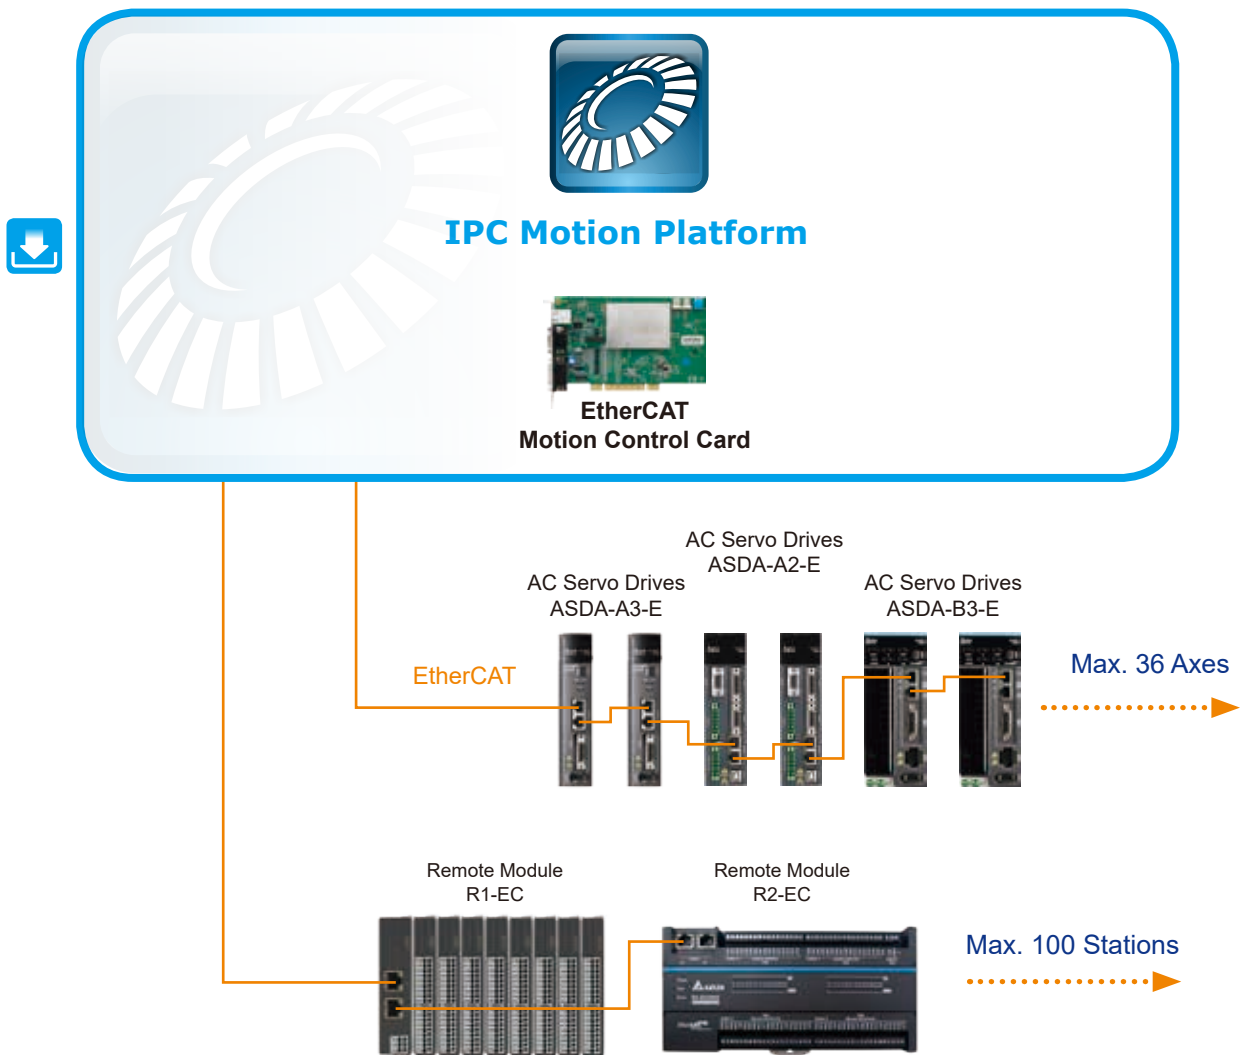 IPC Motion Platform
EtherCAT
Motion Control Card
AC Servo Drives
ASDA-A2-E
AC Servo Drives
ASDA-A3-E
AC Servo Drives
ASDA-B3-E
EtherCAT
Max. 36 Axes
Remote Module
R1-EC
Remote Module
R2-EC
Max. 100 Stations